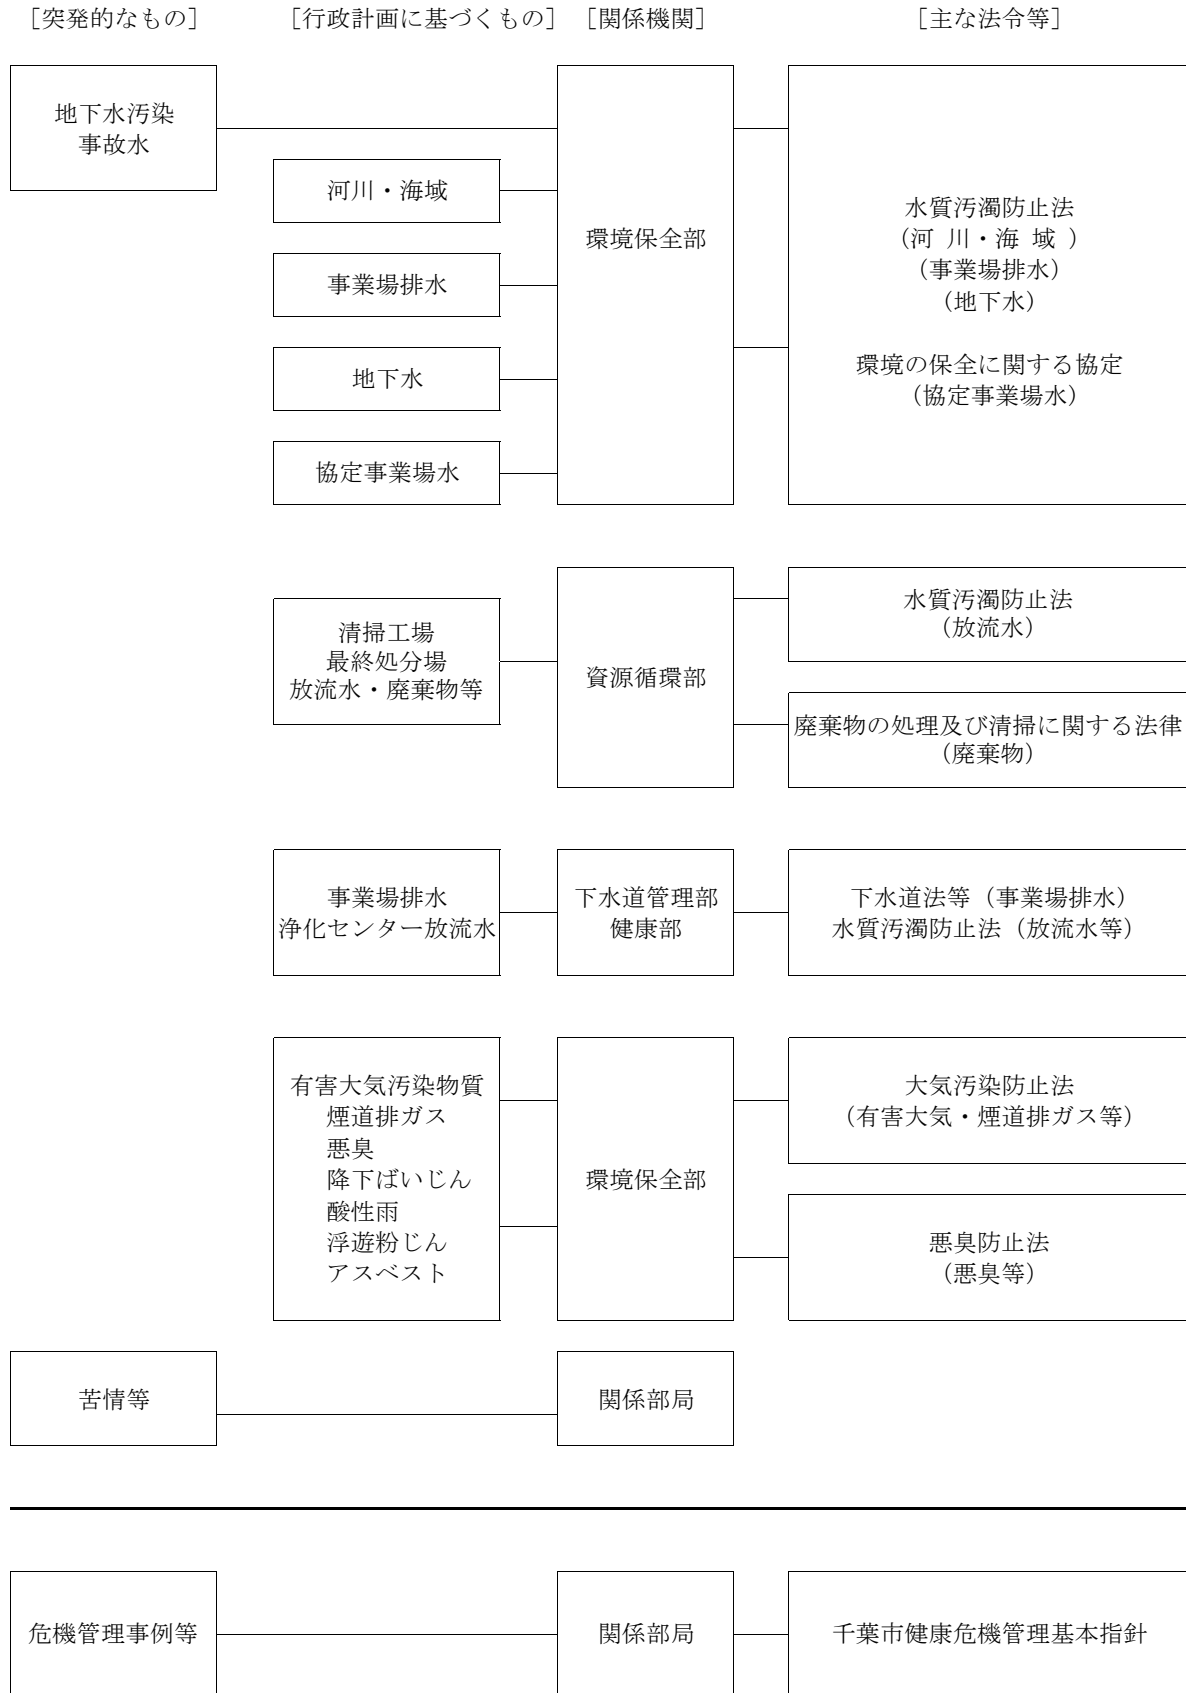 ［突発的なもの］
［行政計画に基づくもの］
［関係機関］
［主な法令等］
地下水汚染
事故水
河川・海域
事業場排水
地下水
協定事業場水
環境保全部
水質汚濁防止法
（河 川・海 域 ）
（事業場排水）
（地下水）
環境の保全に関する協定
（協定事業場水）
清掃工場
最終処分場
放流水・廃棄物等
資源循環部
水質汚濁防止法
（放流水）
廃棄物の処理及び清掃に関する法律
（廃棄物）
事業場排水
浄化センター放流水
下水道管理部
健康部
下水道法等（事業場排水）
水質汚濁防止法（放流水等）
有害大気汚染物質
煙道排ガス
悪臭
降下ばいじん
酸性雨
浮遊粉じん
アスベスト
環境保全部
大気汚染防止法
（有害大気・煙道排ガス等）
悪臭防止法
（悪臭等）
苦情等
関係部局
危機管理事例等
関係部局
千葉市健康危機管理基本指針